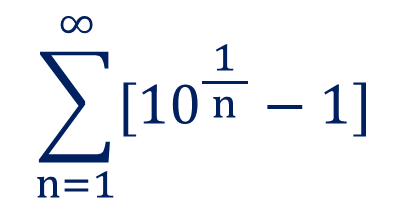 ∞
∑ [10^(1/n) − 1]
n=1